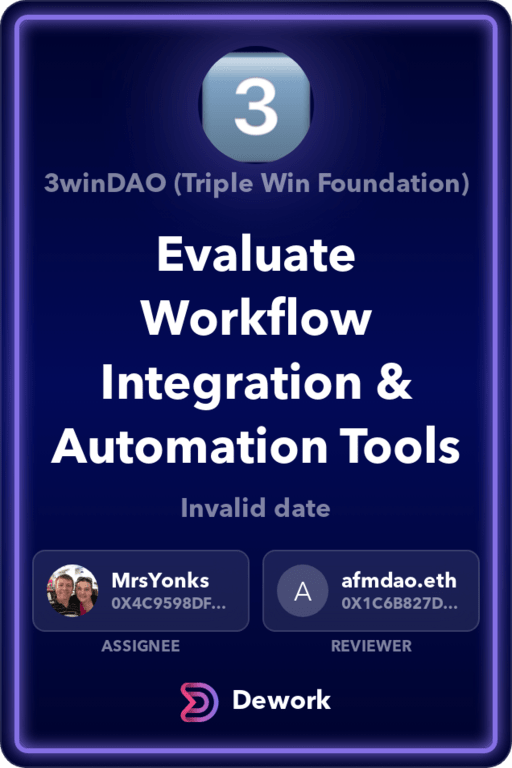 3
3winDAO (Triple Win Foundation)
Evaluate
Workflow
Integration &
Automation Tools
Invalid date
MrsYonks
0X4C9598DF...
A
afmdao.eth
0X1C6B827D...
ASSIGNEE
REVIEWER
Dework